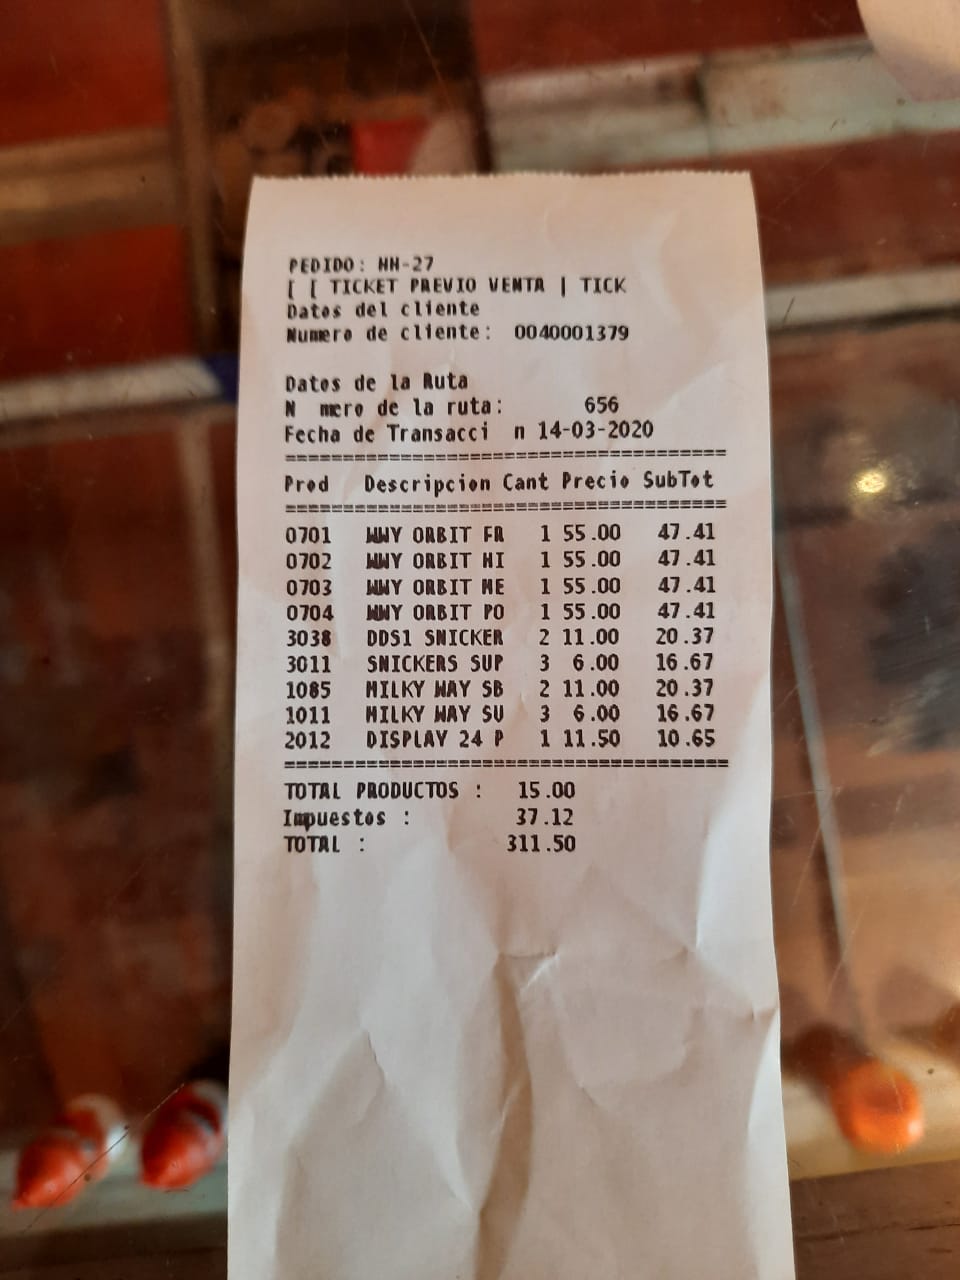 PEDIDO: HH-27
[ [ TICKET PREVIO VENTA | TICK
Datos del cliente
Numero de cliente: 0040001379
Datos de la Ruta
N mero de la ruta: 656
Fecha de Transacci n 14-03-2020
================================
Prod Descripcion Cant Precio SubTot
================================
0701 WWY ORBIT FR 1 55.00 47.41
0702 WWY ORBIT HI 1 55.00 47.41
0703 WWY ORBIT ME 1 55.00 47.41
0704 WWY ORBIT PO 1 55.00 47.41
3038 DDS1 SNICKER 2 11.00 20.37
3011 SNICKERS SUP 3 6.00 16.67
1085 MILKY WAY SB 2 11.00 20.37
1011 MILKY WAY SU 3 6.00 16.67
2012 DISPLAY 24 P 1 11.50 10.65
================================
TOTAL PRODUCTOS : 15.00
Impuestos : 37.12
TOTAL : 311.50